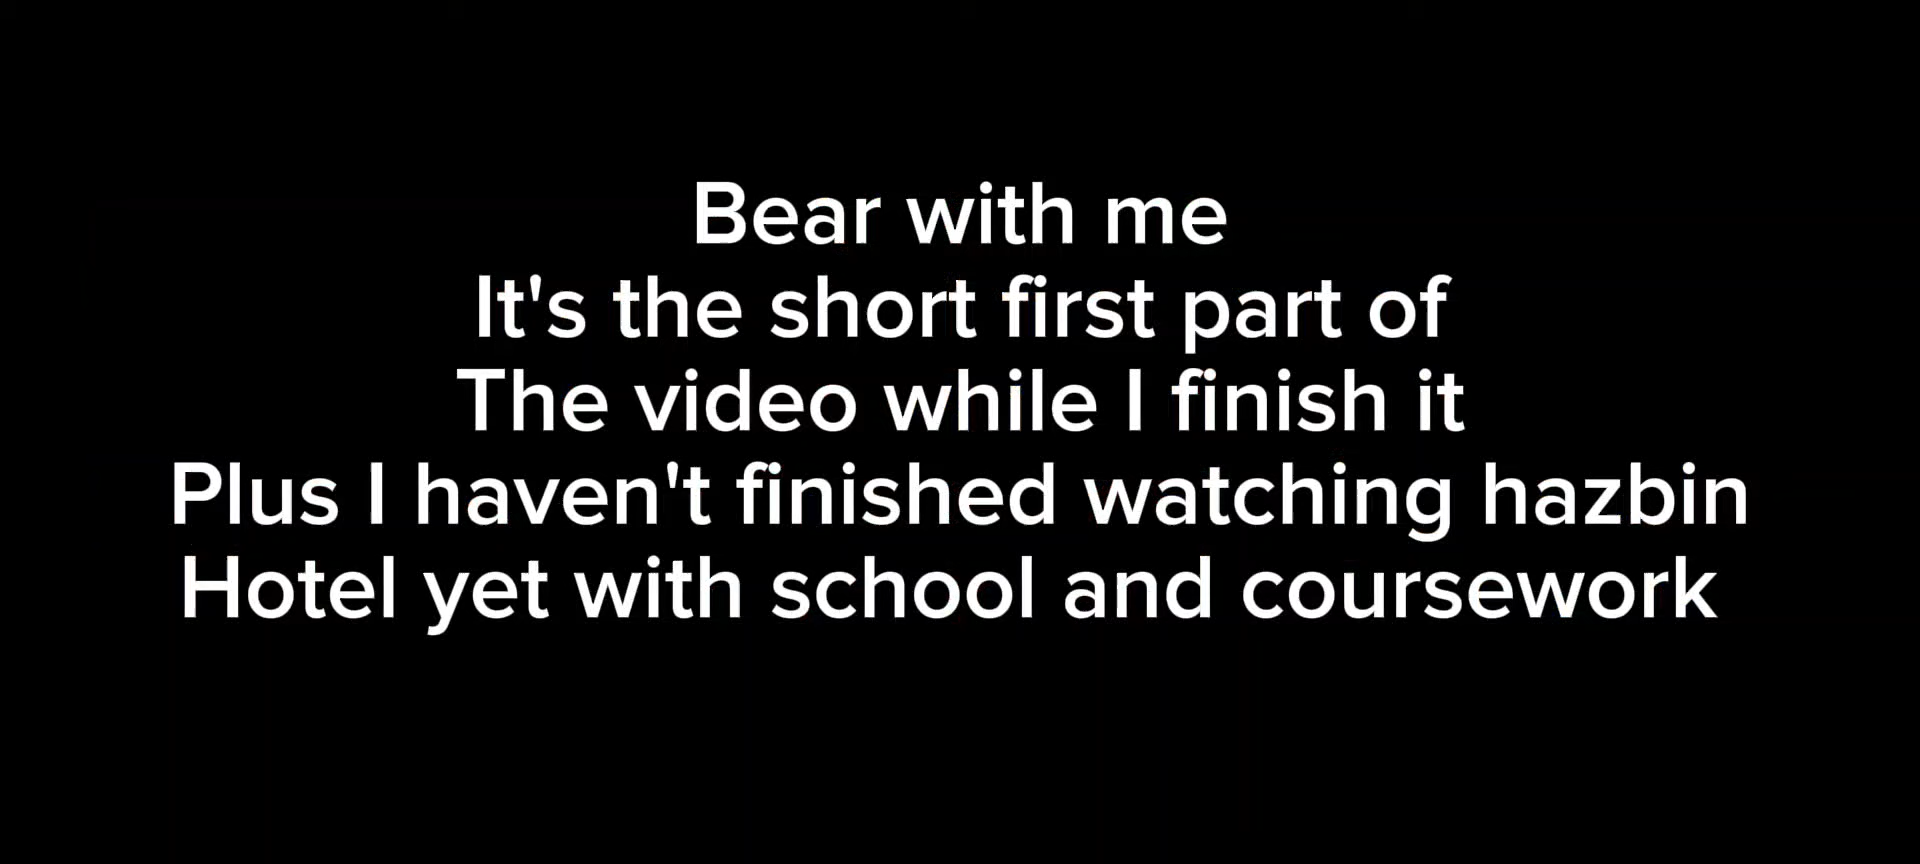 Bear with me
It's the short first part of
The video while I finish it
Plus I haven't finished watching hazbin
Hotel yet with school and coursework